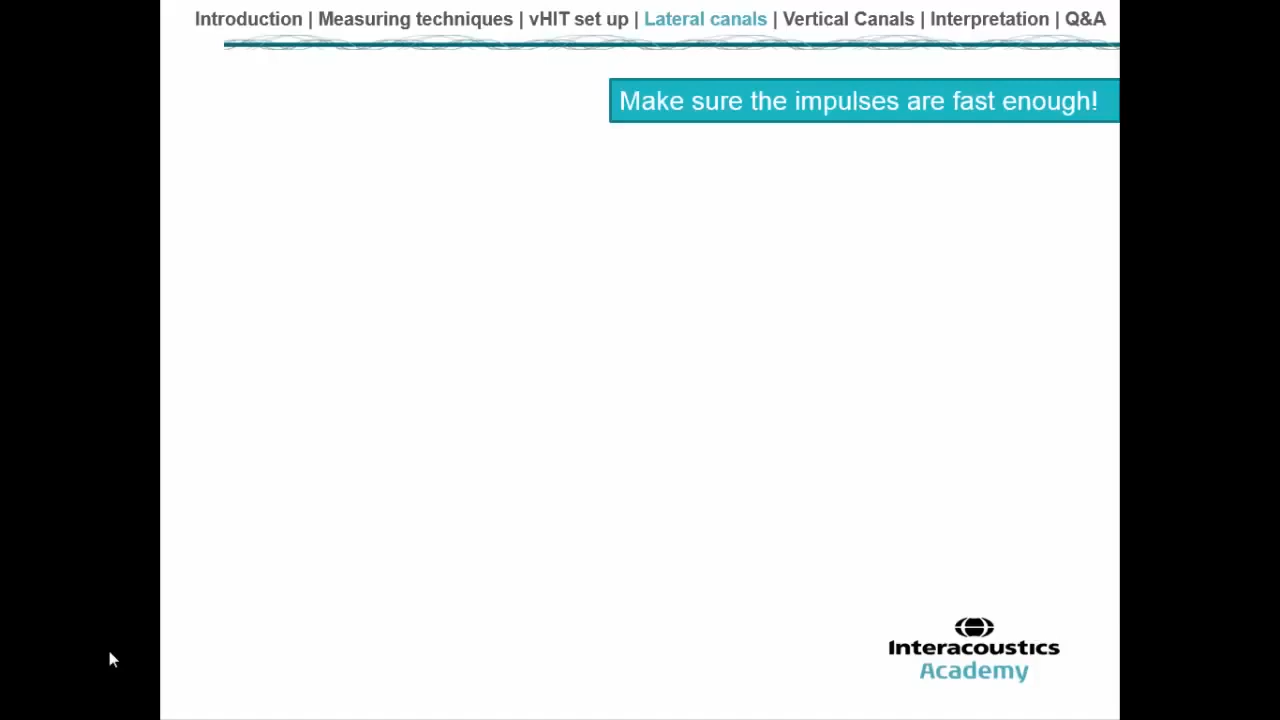 Introduction | Measuring techniques | vHIT set up | Lateral canals | Vertical Canals | Interpretation | Q&A
Make sure the impulses are fast enough!
Interacoustics
Academy